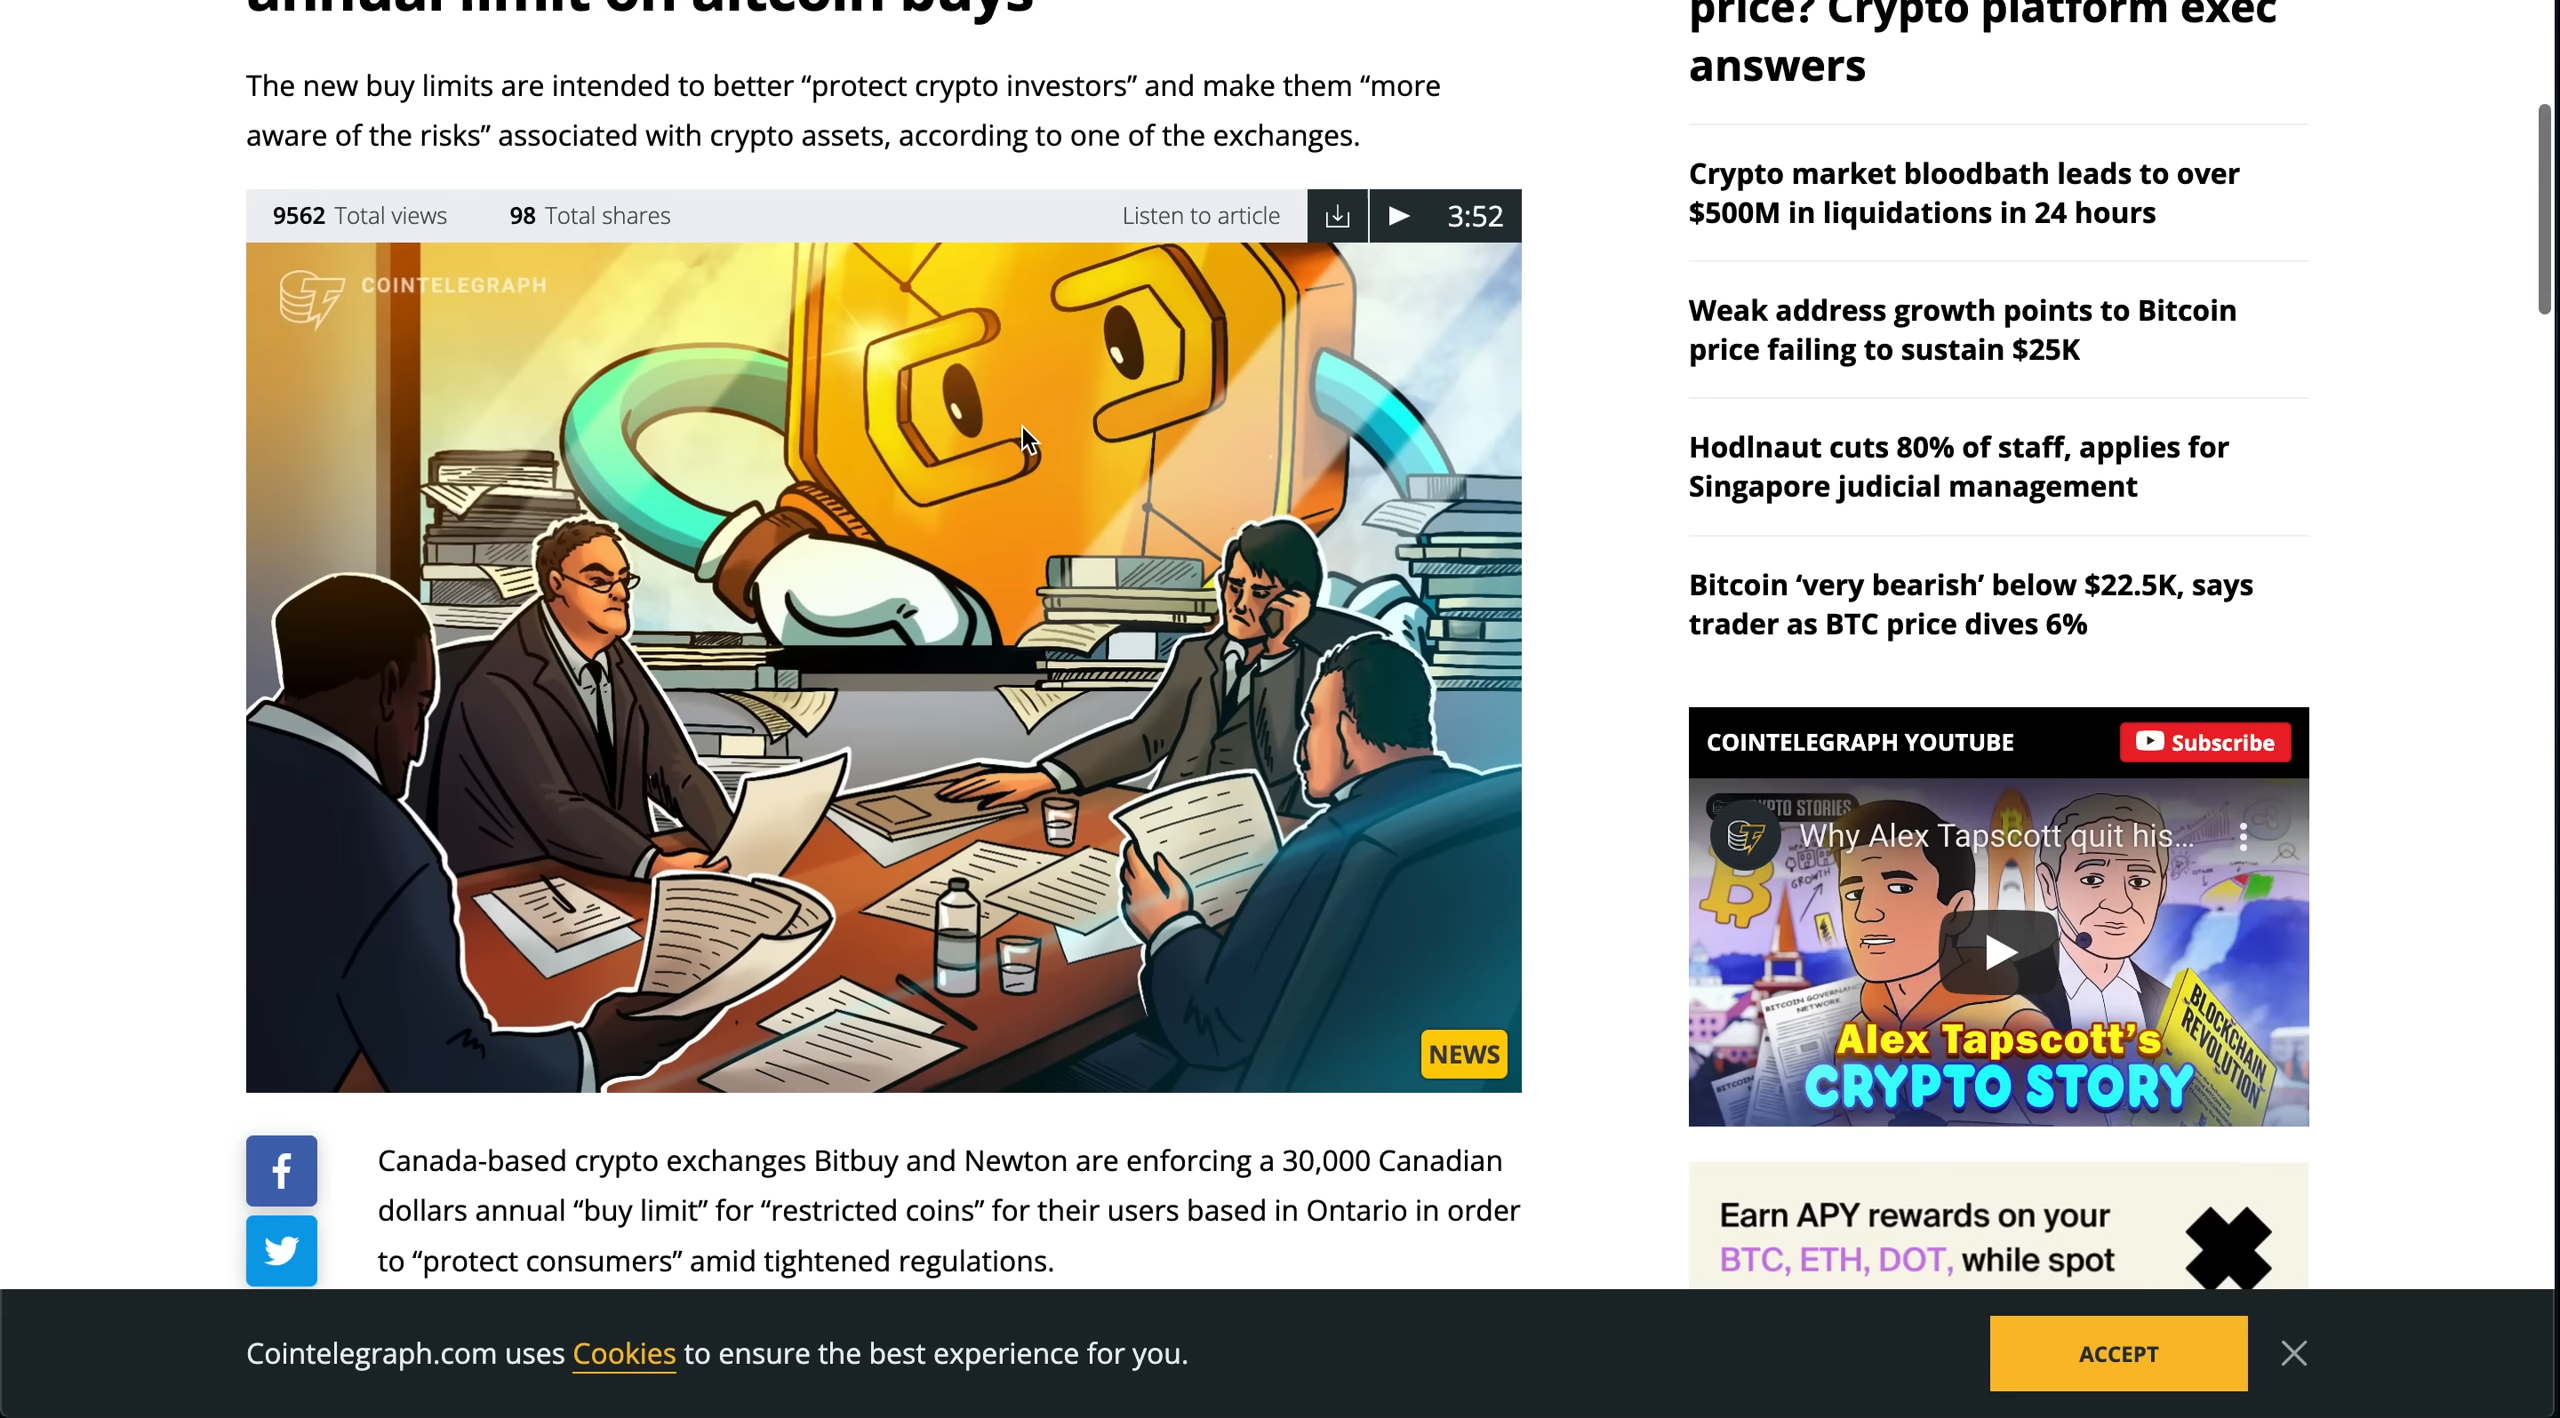 annual limit on altcoin buys
The new buy limits are intended to better “protect crypto investors” and make them “more
aware of the risks” associated with crypto assets, according to one of the exchanges.
9562 Total views 98 Total shares Listen to article 3:52
COINTELEGRAPH
NEWS
Canada-based crypto exchanges Bitbuy and Newton are enforcing a 30,000 Canadian
dollars annual “buy limit” for “restricted coins” for their users based in Ontario in order
to “protect consumers” amid tightened regulations.
price? Crypto platform exec
answers
Crypto market bloodbath leads to over
$500M in liquidations in 24 hours
Weak address growth points to Bitcoin
price failing to sustain $25K
Hodlnaut cuts 80% of staff, applies for
Singapore judicial management
Bitcoin ‘very bearish’ below $22.5K, says
trader as BTC price dives 6%
COINTELEGRAPH YOUTUBE Subscribe
STORIES
Why Alex Tapscott quit his...
GROWTH
BITCOIN GOVERNANCE
NETWORK
BITCOIN
BLOCKCHAIN
REVOLUTION
Alex Tapscott’s
CRYPTO STORY
Earn APY rewards on your
BTC, ETH, DOT, while spot
Cointelegraph.com uses Cookies to ensure the best experience for you.
ACCEPT